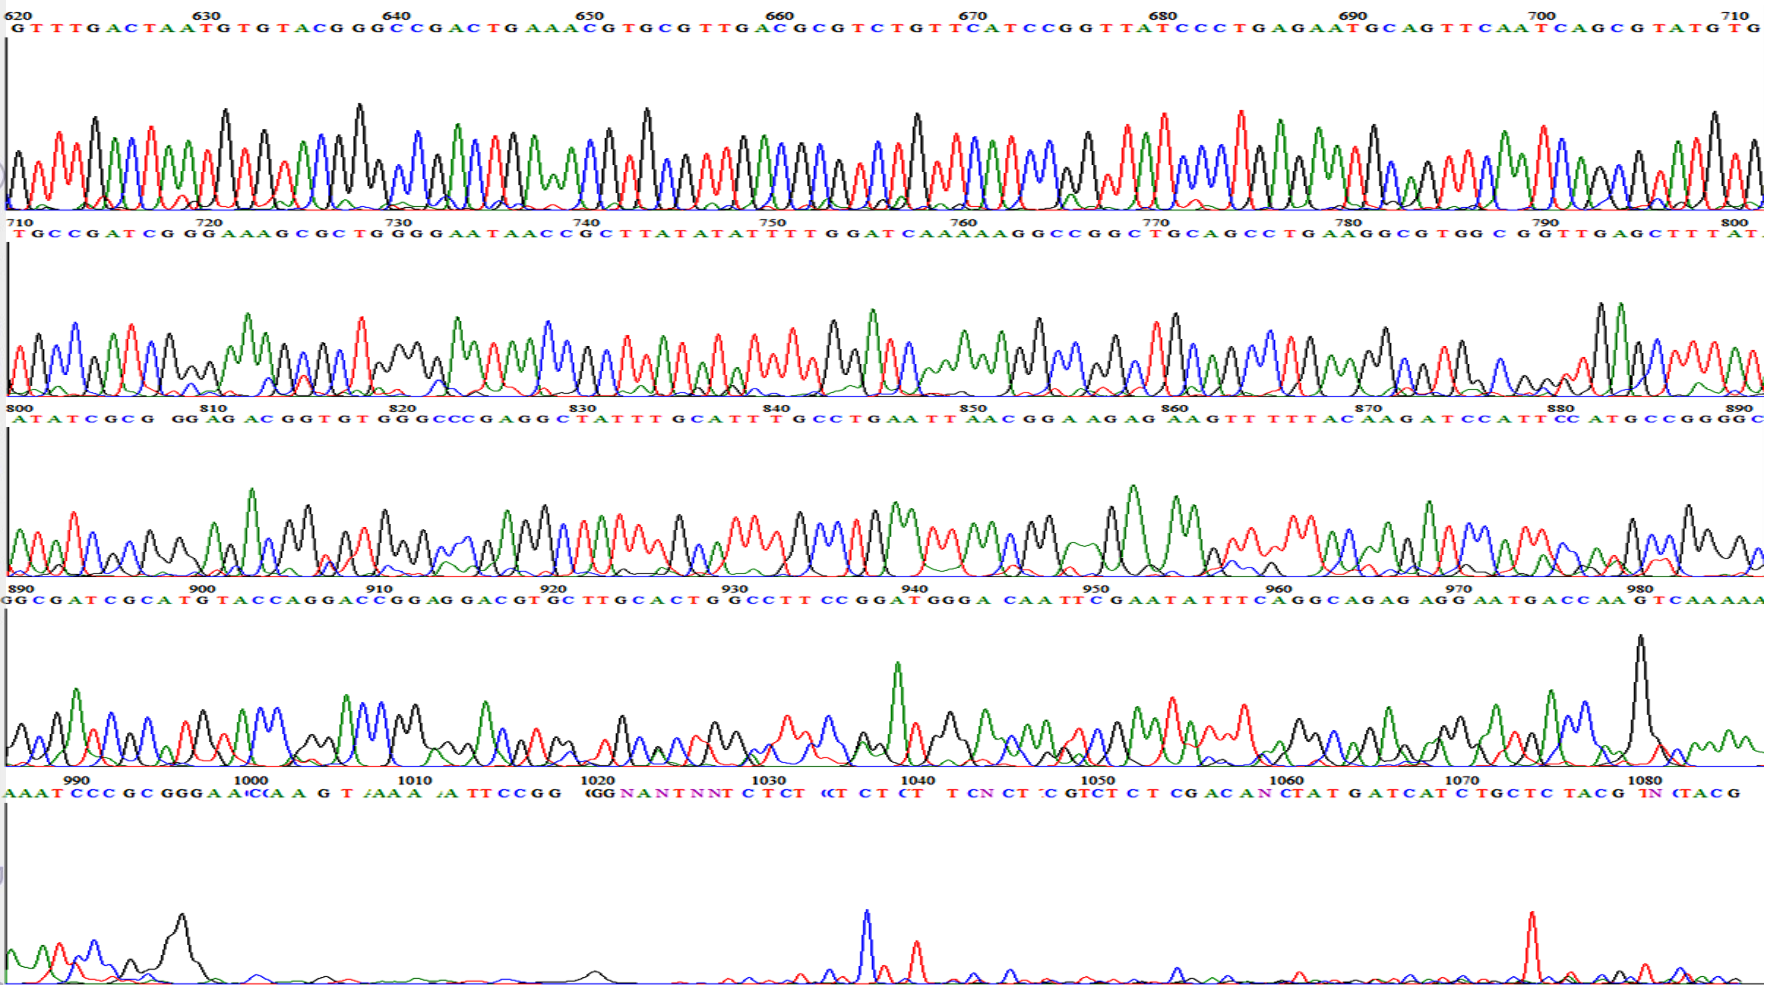 620 630 640 650 660 670 680 690 700 710
GTTTGACTAATGTGTACGGGCCGACTGAAACGTGCGTTGACGCGTCTGTTCATCCGGTTATCCCTGAGAATGCAGTTCAATCAGCGTATGTG
710 720 730 740 750 760 770 780 790 800
TGCCGATCGGGAAAGCGCTGGGGAATAACCGCTTATATATTTTGGATCAAAAAGGCCGGCTGCAGCCTGAAGGCGTGGCGGTTGAGCTTTAT
800 810 820 830 840 850 860 870 880 890
ATATCGCG GGAGACGGTGTGGGCCCGAGGCTATTTGCATTTGCCTGAATTAACGGAAGAGAAGTTTTTACAAGATCCATTCCATGCCGGGGC
890 900 910 920 930 940 950 960 970 980
GGCGATCGCATGTACCAGGACCGGAGGACGTGCTTGCACTGGCCTTCCGGATGGGACAATTCGAATATTTCAGGCAGAGAGGAATGACCAAGTCAAAAA
990 1000 1010 1020 1030 1040 1050 1060 1070 1080
AAATCCCGCGGGAA